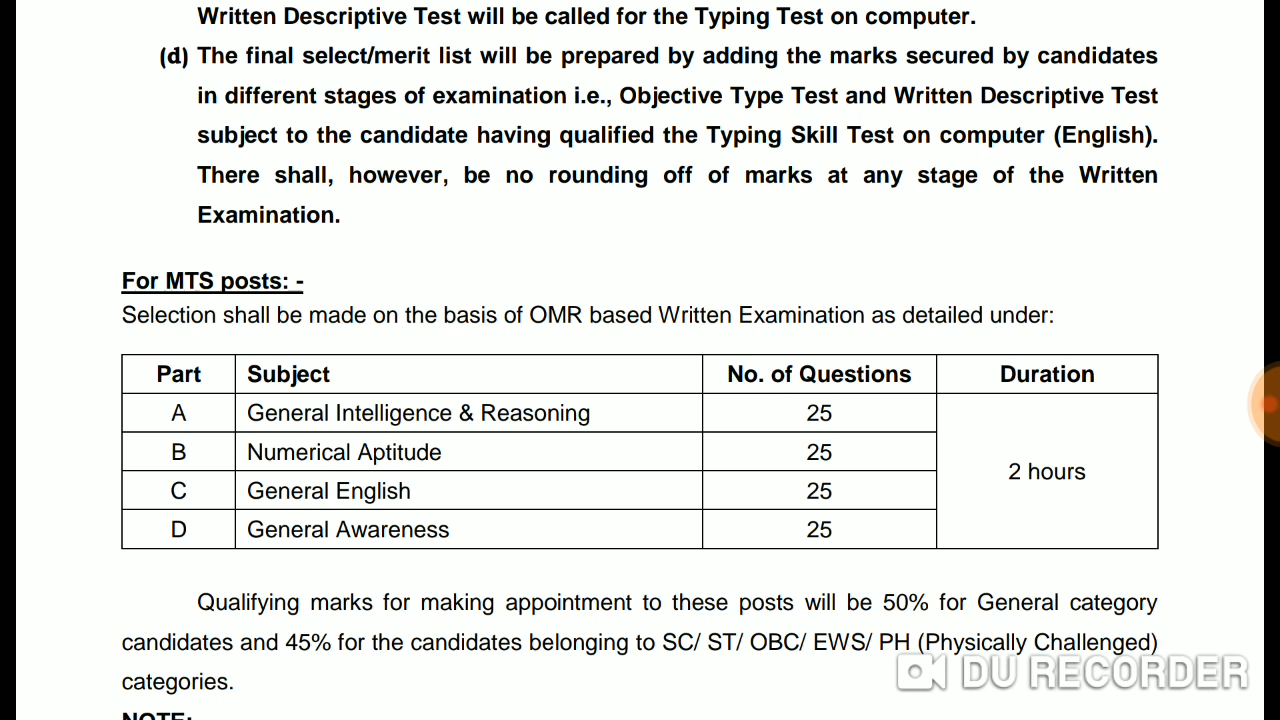 Written Descriptive Test will be called for the Typing Test on computer.
(d) The final select/merit list will be prepared by adding the marks secured by candidates
in different stages of examination i.e., Objective Type Test and Written Descriptive Test
subject to the candidate having qualified the Typing Skill Test on computer (English).
There shall, however, be no rounding off of marks at any stage of the Written
Examination.
For MTS posts: -
Selection shall be made on the basis of OMR based Written Examination as detailed under:
Part Subject No. of Questions Duration
A General Intelligence & Reasoning 25
B Numerical Aptitude 25
2 hours
C General English 25
D General Awareness 25
Qualifying marks for making appointment to these posts will be 50% for General category
candidates and 45% for the candidates belonging to SC/ ST/ OBC/ EWS/ PH (Physically Challenged)
DU RECORDER
categories.
NOTE: